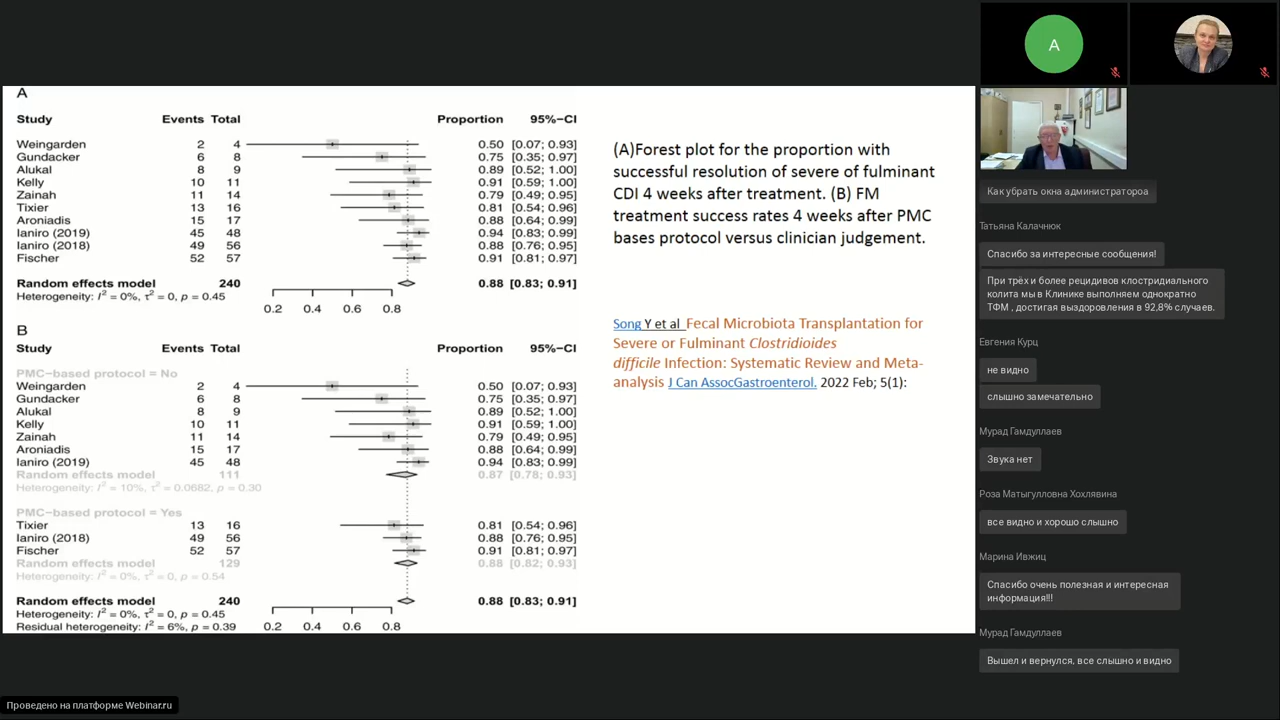 A
Study Events Total Proportion 95%−CI
Weingarden 2 4 0.50 [0.07; 0.93]
Gundacker 6 8 0.75 [0.35; 0.97]
Alukal 8 9 0.89 [0.52; 1.00]
Kelly 10 11 0.91 [0.59; 1.00]
Zainah 11 14 0.79 [0.49; 0.95]
Tixier 13 16 0.81 [0.54; 0.96]
Aroniadis 15 17 0.88 [0.64; 0.99]
Ianiro (2019) 45 48 0.94 [0.83; 0.99]
Ianiro (2018) 49 56 0.88 [0.76; 0.95]
Fischer 52 57 0.91 [0.81; 0.97]
Random effects model 240 0.88 [0.83; 0.91]
Heterogeneity: I² = 0%, τ² = 0, p = 0.45
0.2 0.4 0.6 0.8
B
Study Events Total Proportion 95%−CI
PMC−based protocol = No
Weingarden 2 4 0.50 [0.07; 0.93]
Gundacker 6 8 0.75 [0.35; 0.97]
Alukal 8 9 0.89 [0.52; 1.00]
Kelly 10 11 0.91 [0.59; 1.00]
Zainah 11 14 0.79 [0.49; 0.95]
Aroniadis 15 17 0.88 [0.64; 0.99]
Ianiro (2019) 45 48 0.94 [0.83; 0.99]
Random effects model 111 0.87 [0.78; 0.93]
Heterogeneity: I² = 10%, τ² = 0.0682, p = 0.30
PMC−based protocol = Yes
Tixier 13 16 0.81 [0.54; 0.96]
Ianiro (2018) 49 56 0.88 [0.76; 0.95]
Fischer 52 57 0.91 [0.81; 0.97]
Random effects model 129 0.88 [0.82; 0.93]
Heterogeneity: I² = 0%, τ² = 0, p = 0.54
Random effects model 240 0.88 [0.83; 0.91]
Heterogeneity: I² = 0%, τ² = 0, p = 0.45
Residual heterogeneity: I² = 6%, p = 0.39
0.2 0.4 0.6 0.8
(A)Forest plot for the proportion with
successful resolution of severe of fulminant
CDI 4 weeks after treatment. (B) FM
treatment success rates 4 weeks after PMC
bases protocol versus clinician judgement.
Song Y et al Fecal Microbiota Transplantation for
Severe or Fulminant Clostridioides
difficile Infection: Systematic Review and Meta-
analysis J Can AssocGastroenterol. 2022 Feb; 5(1):
A
Как убрать окна администратороа
Татьяна Калачнюк
Спасибо за интересные сообщения!
При трёх и более рецидивов клостридиального
колита мы в Клинике выполняем однократно
ТФМ , достигая выздоровления в 92,8% случаев.
Евгения Курц
не видно
слышно замечательно
Мурад Гамдуллаев
Звука нет
Роза Матыгулловна Хохлявина
все видно и хорошо слышно
Марина Ивжиц
Спасибо очень полезная и интересная
информация!!!
Мурад Гамдуллаев
Вышел и вернулся, все слышно и видно
Проведено на платформе Webinar.ru